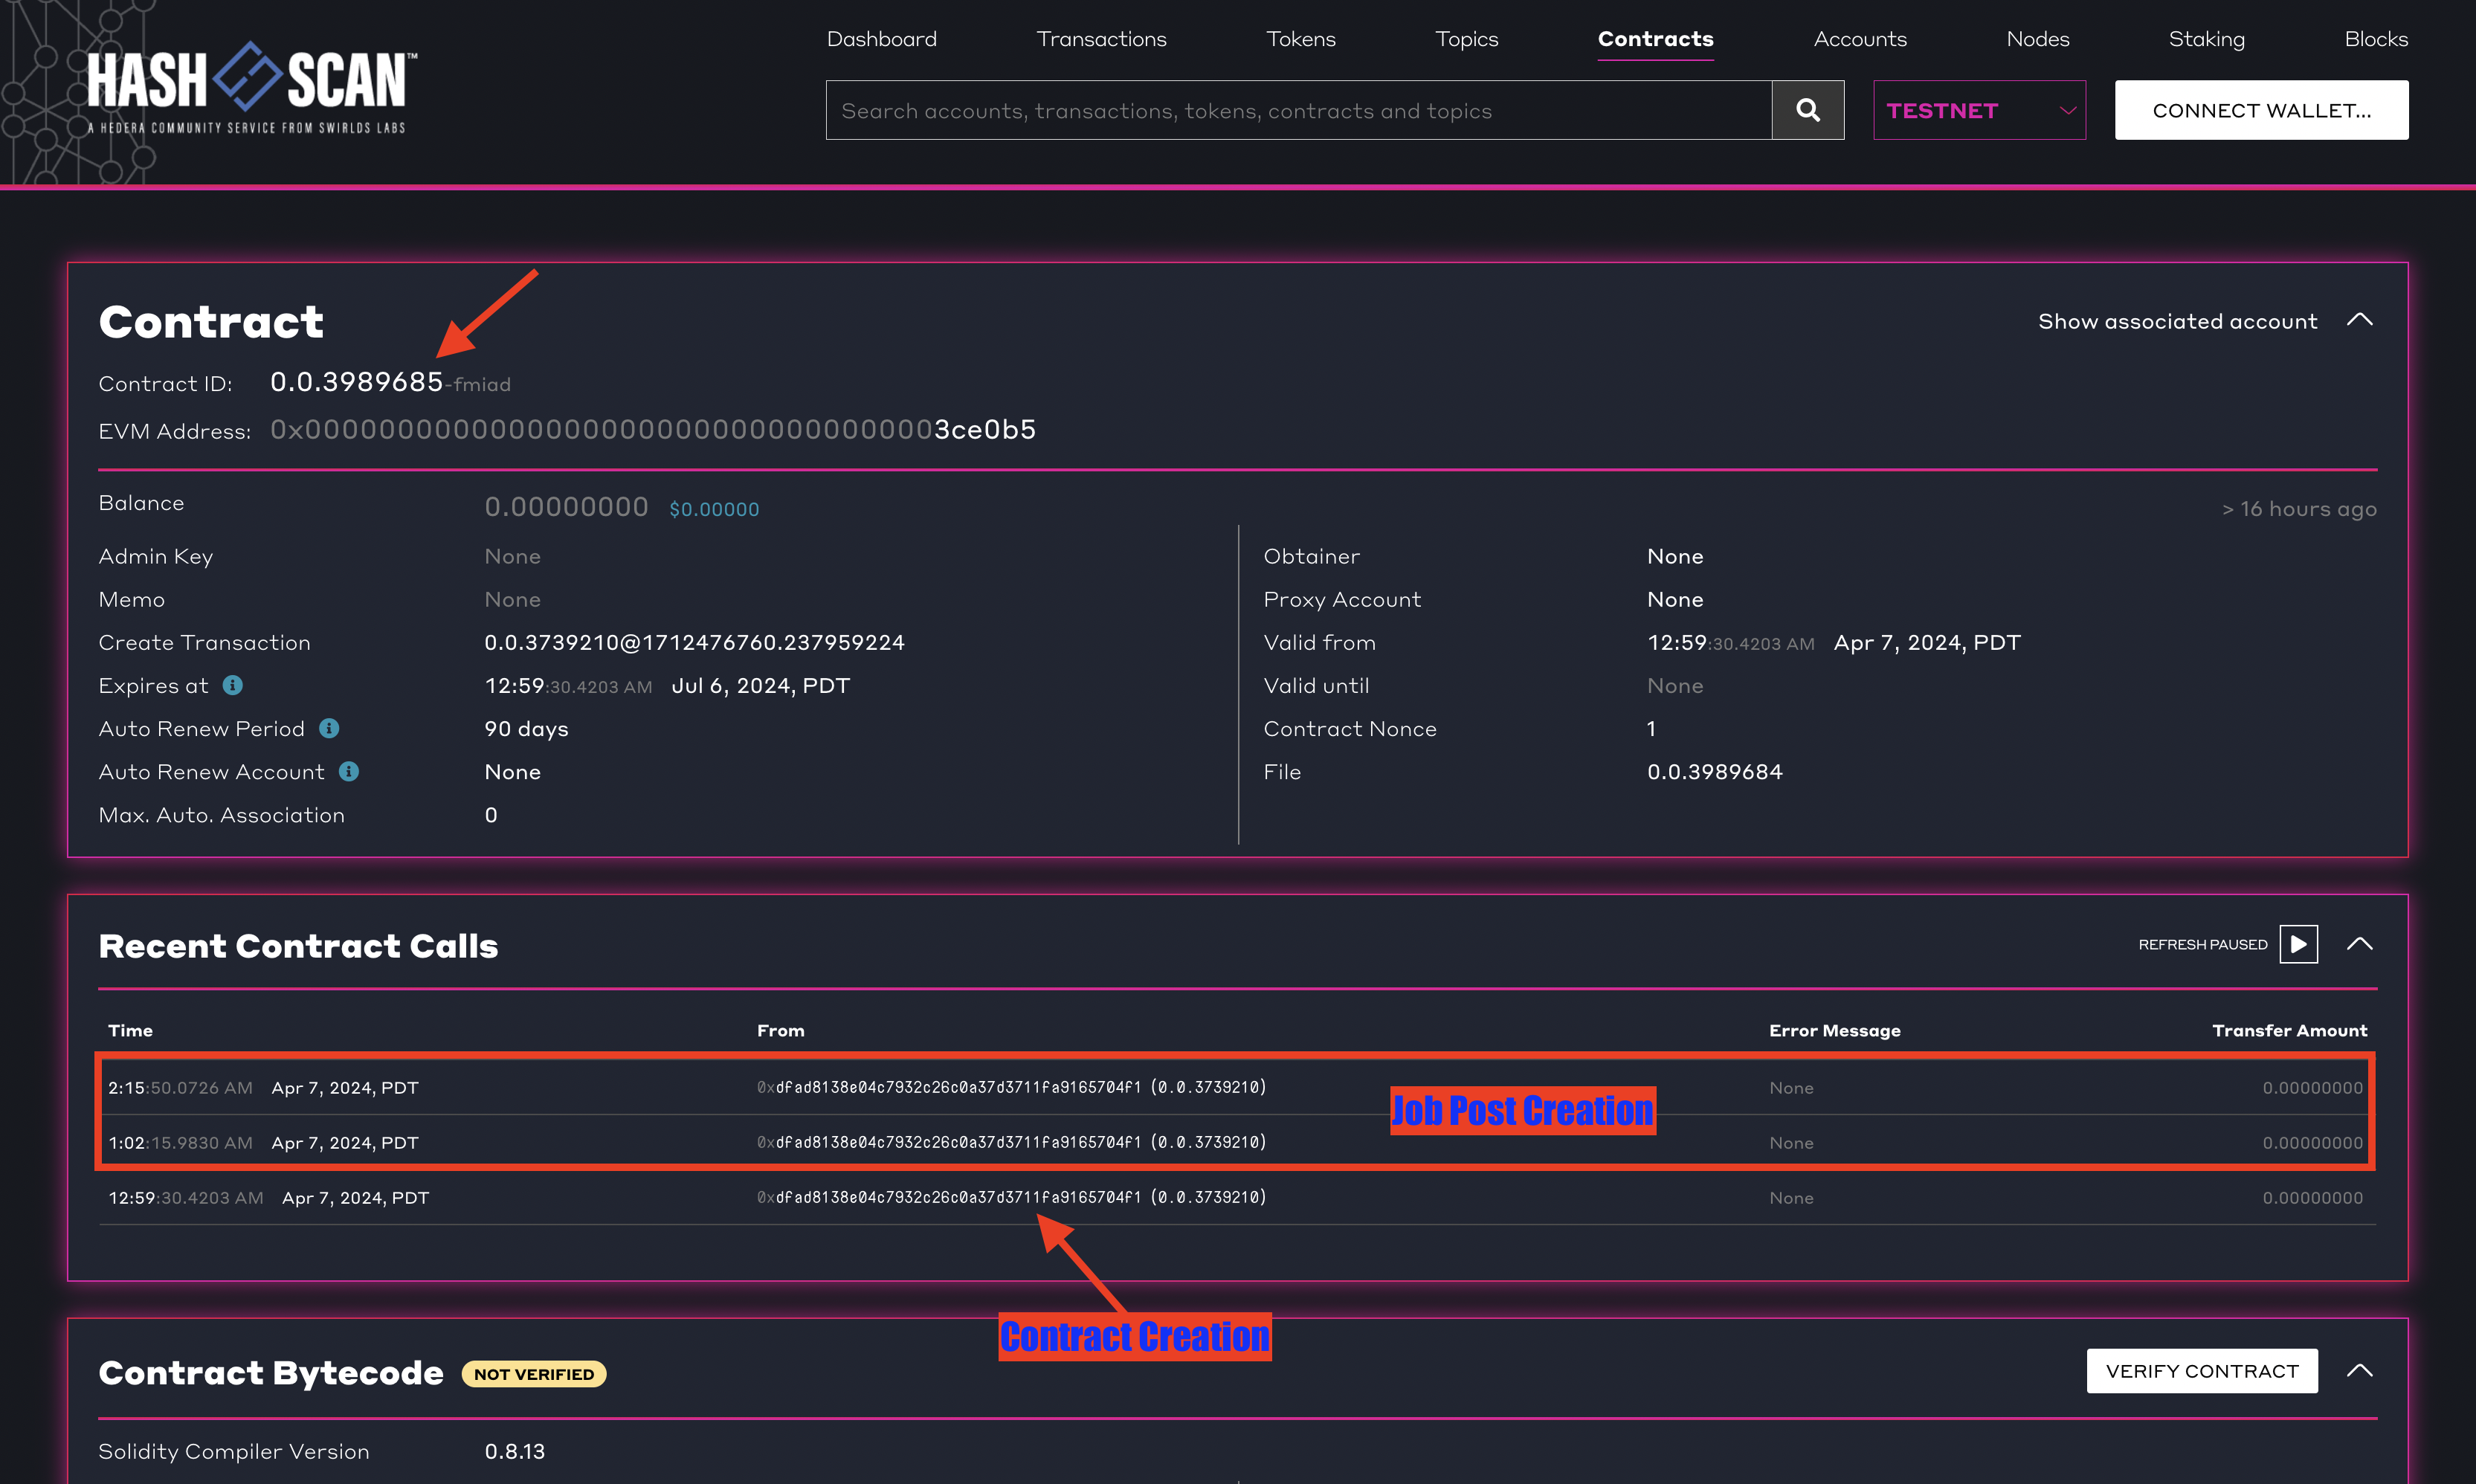 Dashboard Transactions Tokens Topics Contracts Accounts Nodes Staking Blocks
HASH SCAN™
A HEDERA COMMUNITY SERVICE FROM SWIRLDS LABS
Search accounts, transactions, tokens, contracts and topics TESTNET CONNECT WALLET...
Contract Show associated account
Contract ID: 0.0.3989685-fmiad
EVM Address: 0x00000000000000000000000000000000003ce0b5
Balance 0.00000000 $0.00000 > 16 hours ago
Admin Key None Obtainer None
Memo None Proxy Account None
Create Transaction 0.0.3739210@1712476760.237959224 Valid from 12:59:30.4203 AM Apr 7, 2024, PDT
Expires at 12:59:30.4203 AM Jul 6, 2024, PDT Valid until None
Auto Renew Period 90 days Contract Nonce 1
Auto Renew Account None File 0.0.3989684
Max. Auto. Association 0
Recent Contract Calls REFRESH PAUSED
Time From Error Message Transfer Amount
2:15:50.0726 AM Apr 7, 2024, PDT 0xdfad8138e04c7932c26c0a37d3711fa9165704f1 (0.0.3739210) None 0.00000000
Job Post Creation
1:02:15.9830 AM Apr 7, 2024, PDT 0xdfad8138e04c7932c26c0a37d3711fa9165704f1 (0.0.3739210) None 0.00000000
12:59:30.4203 AM Apr 7, 2024, PDT 0xdfad8138e04c7932c26c0a37d3711fa9165704f1 (0.0.3739210) None 0.00000000
Contract Creation
Contract Bytecode NOT VERIFIED VERIFY CONTRACT
Solidity Compiler Version 0.8.13